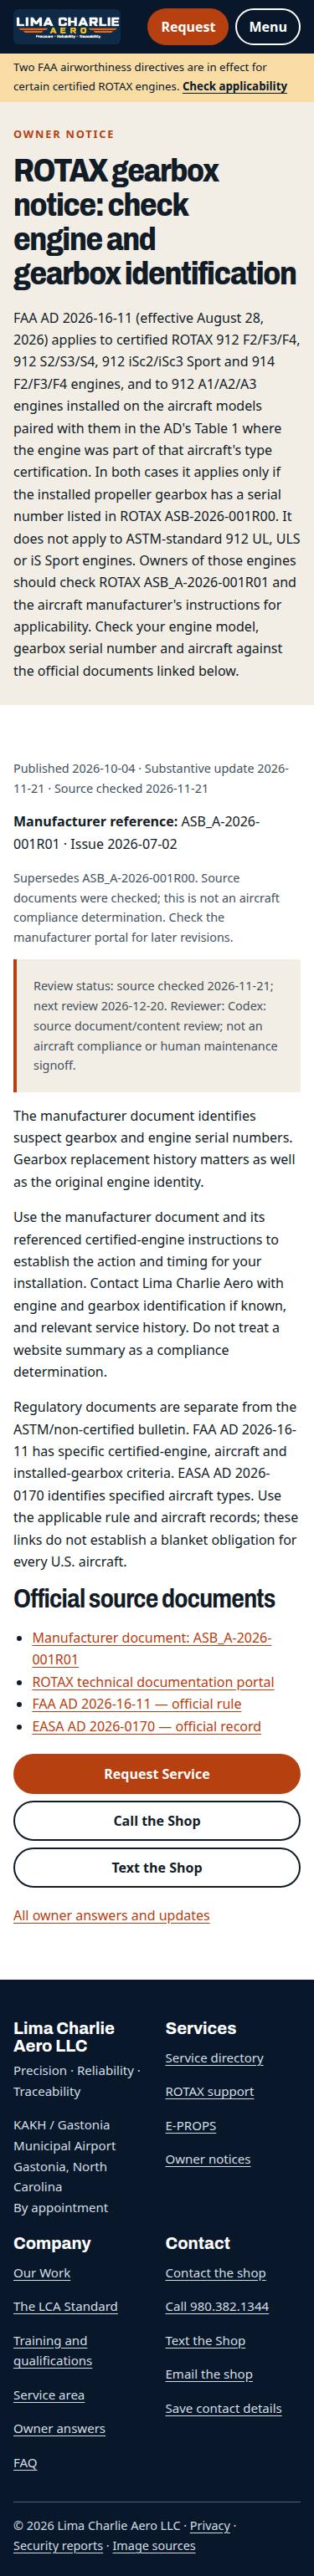 LIMA CHARLIE
AERO
Precision · Reliability · Traceability
Request
Menu
Two FAA airworthiness directives are in effect for
certain certified ROTAX engines. Check applicability
OWNER NOTICE
ROTAX gearbox
notice: check
engine and
gearbox identification
FAA AD 2026-16-11 (effective August 28,
2026) applies to certified ROTAX 912 F2/F3/F4,
912 S2/S3/S4, 912 iSc2/iSc3 Sport and 914
F2/F3/F4 engines, and to 912 A1/A2/A3
engines installed on the aircraft models
paired with them in the AD's Table 1 where
the engine was part of that aircraft's type
certification. In both cases it applies only if
the installed propeller gearbox has a serial
number listed in ROTAX ASB-2026-001R00. It
does not apply to ASTM-standard 912 UL, ULS
or iS Sport engines. Owners of those engines
should check ROTAX ASB_A-2026-001R01 and
the aircraft manufacturer's instructions for
applicability. Check your engine model,
gearbox serial number and aircraft against
the official documents linked below.
Published 2026-10-04 · Substantive update 2026-
11-21 · Source checked 2026-11-21
Manufacturer reference: ASB_A-2026-
001R01 · Issue 2026-07-02
Supersedes ASB_A-2026-001R00. Source
documents were checked; this is not an aircraft
compliance determination. Check the
manufacturer portal for later revisions.
Review status: source checked 2026-11-21;
next review 2026-12-20. Reviewer: Codex:
source document/content review; not an
aircraft compliance or human maintenance
signoff.
The manufacturer document identifies
suspect gearbox and engine serial numbers.
Gearbox replacement history matters as well
as the original engine identity.
Use the manufacturer document and its
referenced certified-engine instructions to
establish the action and timing for your
installation. Contact Lima Charlie Aero with
engine and gearbox identification if known,
and relevant service history. Do not treat a
website summary as a compliance
determination.
Regulatory documents are separate from the
ASTM/non-certified bulletin. FAA AD 2026-16-
11 has specific certified-engine, aircraft and
installed-gearbox criteria. EASA AD 2026-
0170 identifies specified aircraft types. Use
the applicable rule and aircraft records; these
links do not establish a blanket obligation for
every U.S. aircraft.
Official source documents
• Manufacturer document: ASB_A-2026-
001R01
• ROTAX technical documentation portal
• FAA AD 2026-16-11 — official rule
• EASA AD 2026-0170 — official record
Request Service
Call the Shop
Text the Shop
All owner answers and updates
Lima Charlie
Aero LLC
Precision · Reliability ·
Traceability
KAKH / Gastonia
Municipal Airport
Gastonia, North
Carolina
By appointment
Services
Service directory
ROTAX support
E-PROPS
Owner notices
Company
Our Work
The LCA Standard
Training and
qualifications
Service area
Owner answers
FAQ
Contact
Contact the shop
Call 980.382.1344
Text the Shop
Email the shop
Save contact details
© 2026 Lima Charlie Aero LLC · Privacy ·
Security reports · Image sources